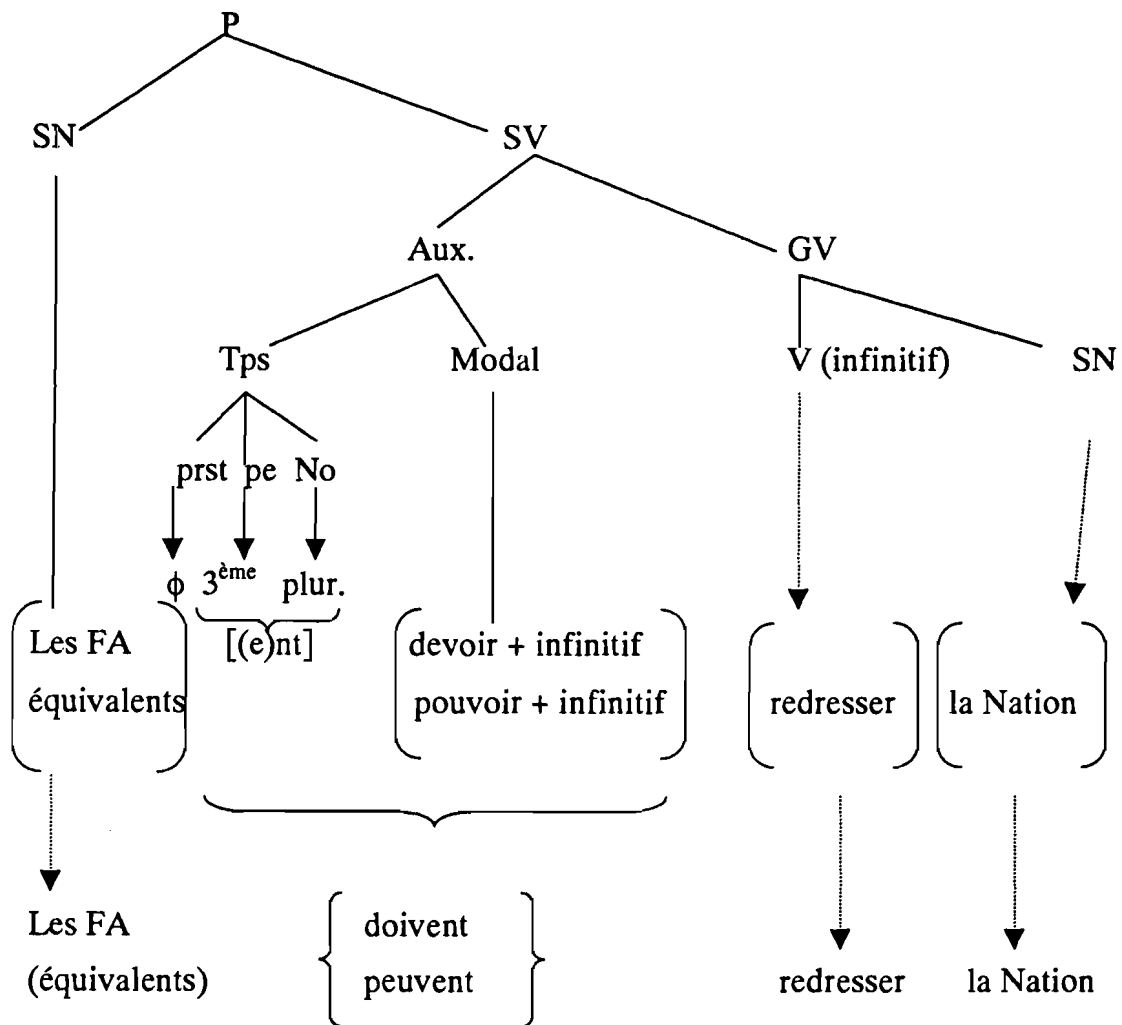 P
SN SV
Aux. GV
Tps Modal V (infinitif) SN
prst pe No
ϕ 3ème plur.
[(e)nt]
Les FA devoir + infinitif
équivalents pouvoir + infinitif redresser la Nation
Les FA doivent
(équivalents) peuvent redresser la Nation